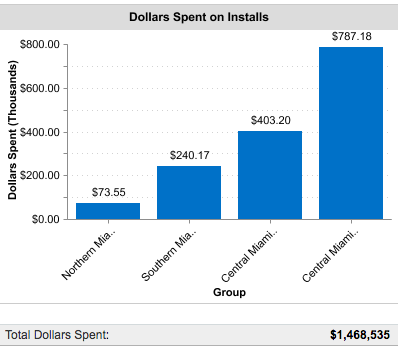 Dollars Spent on Installs
Dollars Spent (Thousands)
$800.00
$600.00
$400.00
$200.00
$0.00
$73.55
$240.17
$403.20
$787.18
Northern Mia..
Southern Mia..
Central Miami..
Central Miami..
Group
Total Dollars Spent: $1,468,535